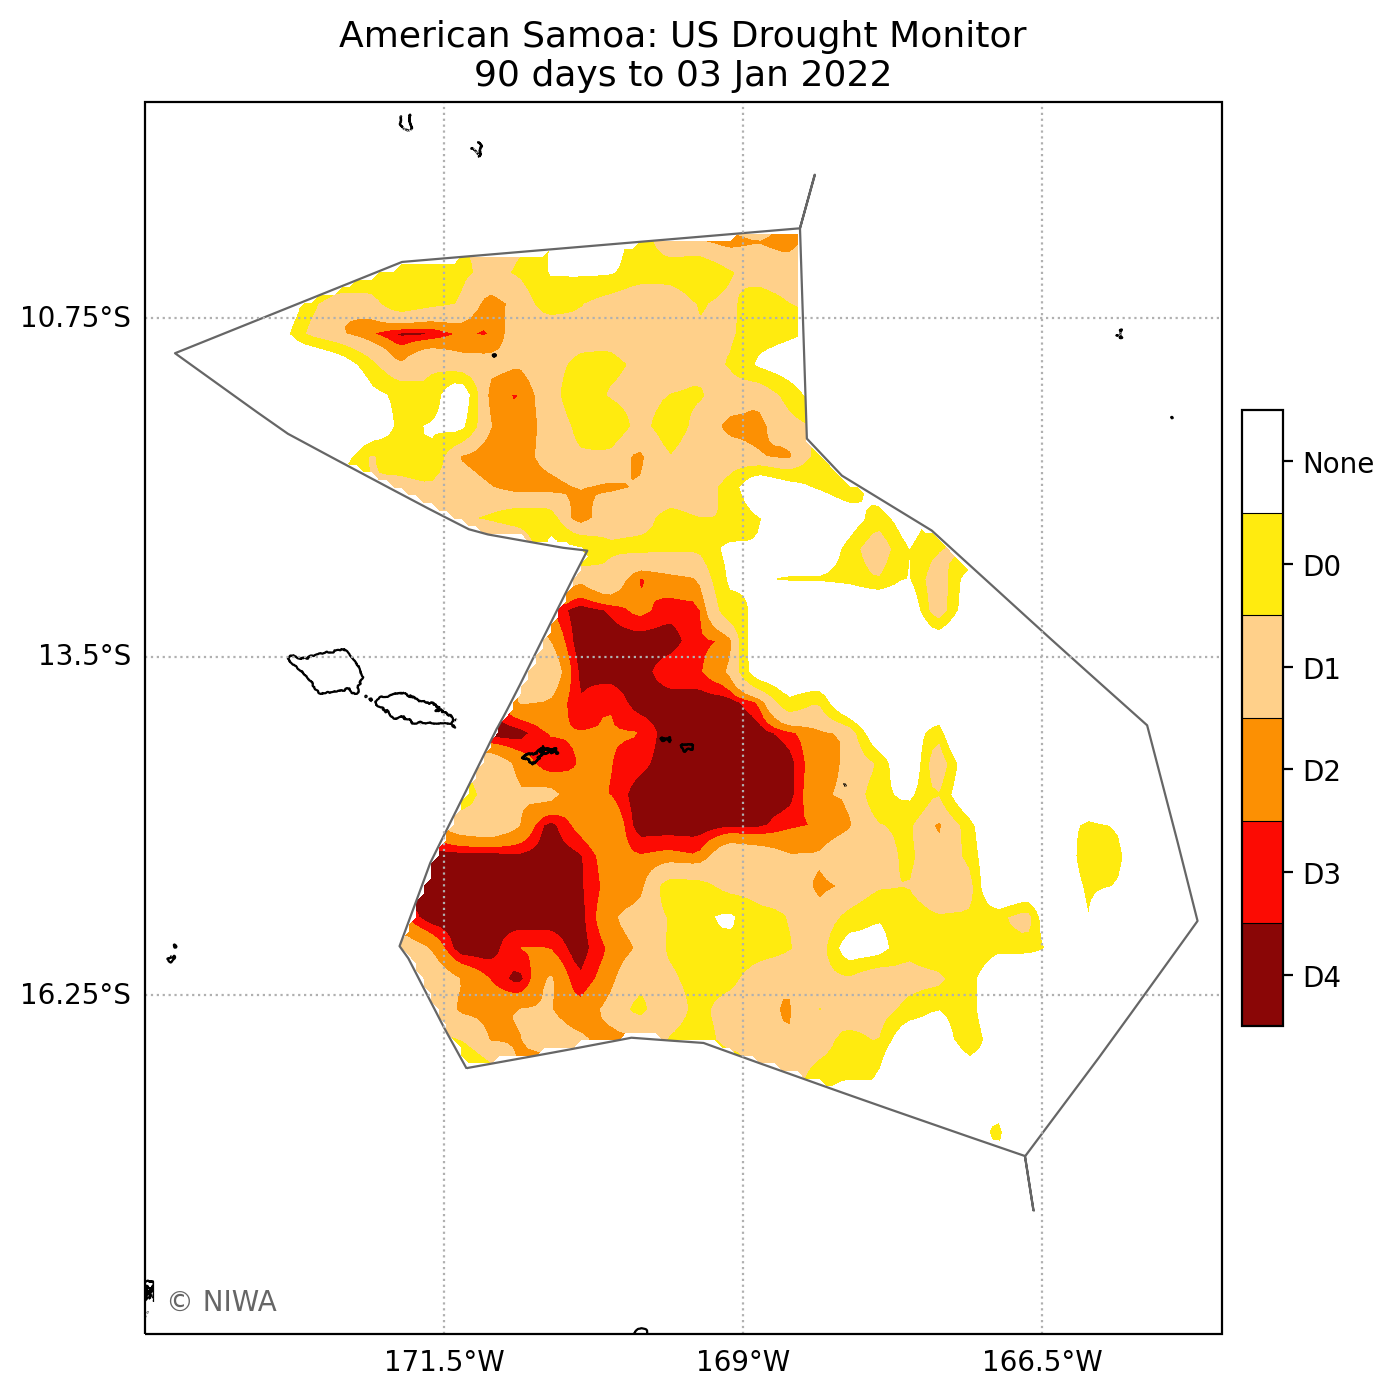 American Samoa: US Drought Monitor
90 days to 03 Jan 2022
10.75°S
13.5°S
16.25°S
171.5°W
169°W
166.5°W
None
D0
D1
D2
D3
D4
© NIWA